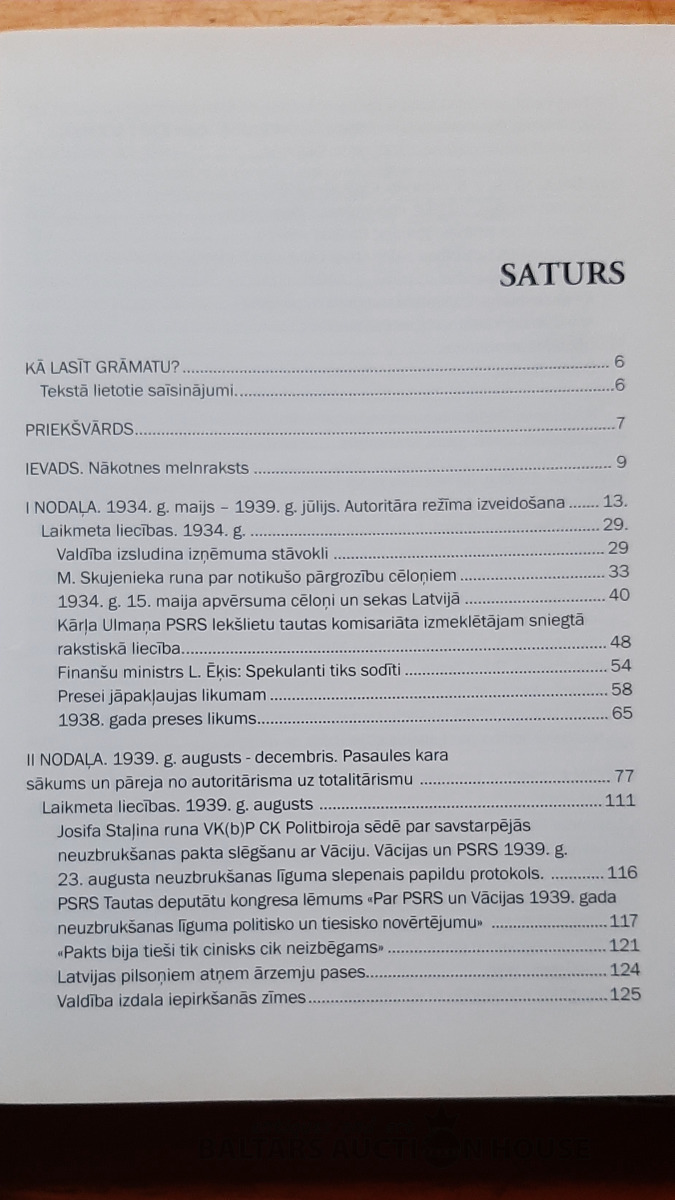 SATURS
KĀ LASĪT GRĀMATU? 6
Tekstā lietotie saīsinājumi. 6
PRIEKŠVĀRDS 7
IEVADS. Nākotnes melnraksts 9
I NODAĻA. 1934. g. maijs – 1939. g. jūlijs. Autoritāra režīma izveidošana 13.
Laikmeta liecības. 1934. g. 29.
Valdība izsludina izņēmuma stāvokli 29
M. Skujenieka runa par notikušo pārgrozību cēloņiem 33
1934. g. 15. maija apvērsuma cēloņi un sekas Latvijā 40
Kārļa Ulmaņa PSRS Iekšlietu tautas komisariāta izmeklētājam sniegtā
rakstiskā liecība 48
Finanšu ministrs L. Ēķis: Spekulanti tiks sodīti 54
Presei jāpakļaujas likumam 58
1938. gada preses likums 65
II NODAĻA. 1939. g. augusts - decembris. Pasaules kara
sākums un pāreja no autoritārisma uz totalitārismu 77
Laikmeta liecības. 1939. g. augusts 111
Josifa Staļina runa VK(b)P CK Politbiroja sēdē par savstarpējās
neuzbrukšanas pakta slēgšanu ar Vāciju. Vācijas un PSRS 1939. g.
23. augusta neuzbrukšanas līguma slepenais papildu protokols. 116
PSRS Tautas deputātu kongresa lēmums «Par PSRS un Vācijas 1939. gada
neuzbrukšanas līguma politisko un tiesisko novērtējumu» 117
«Pakts bija tieši tik cinisks cik neizbēgams» 121
Latvijas pilsoņiem atņem ārzemju pases 124
Valdība izdala iepirkšanās zīmes 125
BALTARS AUCTION HOUSE